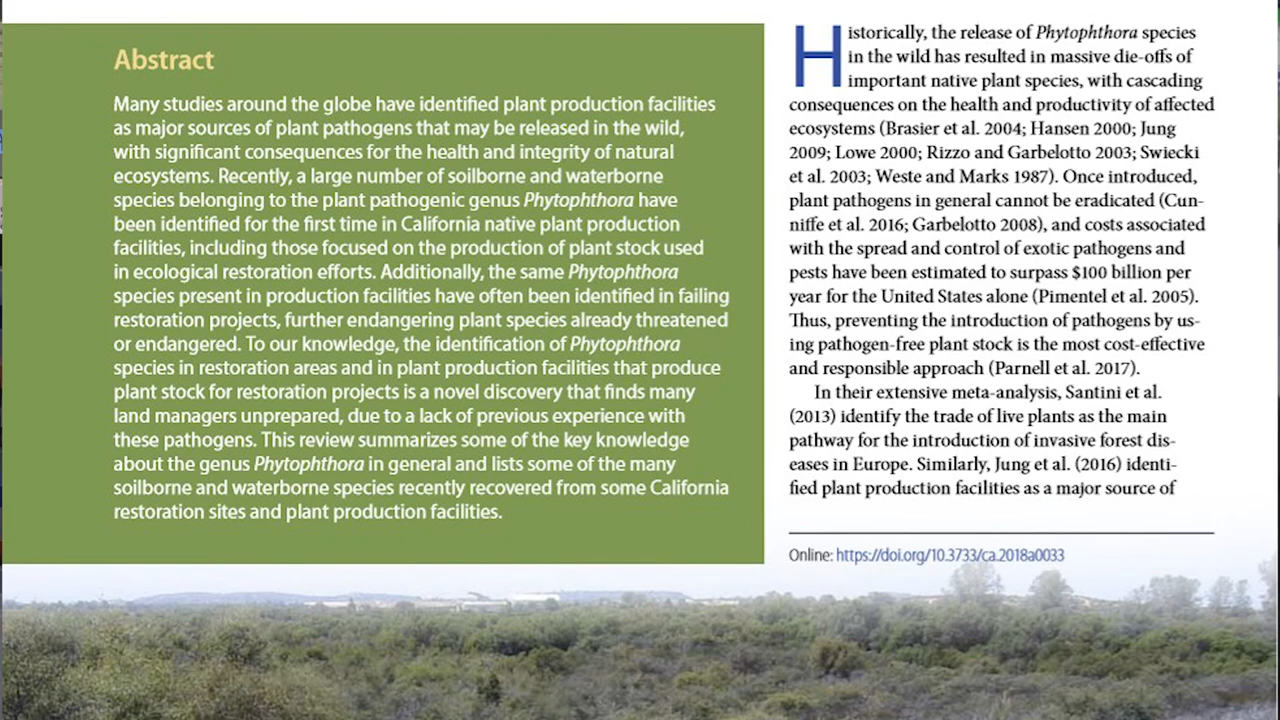 Abstract
Many studies around the globe have identified plant production facilities
as major sources of plant pathogens that may be released in the wild,
with significant consequences for the health and integrity of natural
ecosystems. Recently, a large number of soilborne and waterborne
species belonging to the plant pathogenic genus Phytophthora have
been identified for the first time in California native plant production
facilities, including those focused on the production of plant stock used
in ecological restoration efforts. Additionally, the same Phytophthora
species present in production facilities have often been identified in failing
restoration projects, further endangering plant species already threatened
or endangered. To our knowledge, the identification of Phytophthora
species in restoration areas and in plant production facilities that produce
plant stock for restoration projects is a novel discovery that finds many
land managers unprepared, due to a lack of previous experience with
these pathogens. This review summarizes some of the key knowledge
about the genus Phytophthora in general and lists some of the many
soilborne and waterborne species recently recovered from some California
restoration sites and plant production facilities.
Historically, the release of Phytophthora species
in the wild has resulted in massive die-offs of
important native plant species, with cascading
consequences on the health and productivity of affected
ecosystems (Brasier et al. 2004; Hansen 2000; Jung
2009; Lowe 2000; Rizzo and Garbelotto 2003; Swiecki
et al. 2003; Weste and Marks 1987). Once introduced,
plant pathogens in general cannot be eradicated (Cun-
niffe et al. 2016; Garbelotto 2008), and costs associated
with the spread and control of exotic pathogens and
pests have been estimated to surpass $100 billion per
year for the United States alone (Pimentel et al. 2005).
Thus, preventing the introduction of pathogens by us-
ing pathogen-free plant stock is the most cost-effective
and responsible approach (Parnell et al. 2017).
In their extensive meta-analysis, Santini et al.
(2013) identify the trade of live plants as the main
pathway for the introduction of invasive forest dis-
eases in Europe. Similarly, Jung et al. (2016) identi-
fied plant production facilities as a major source of
Online: https://doi.org/10.3733/ca.2018a0033